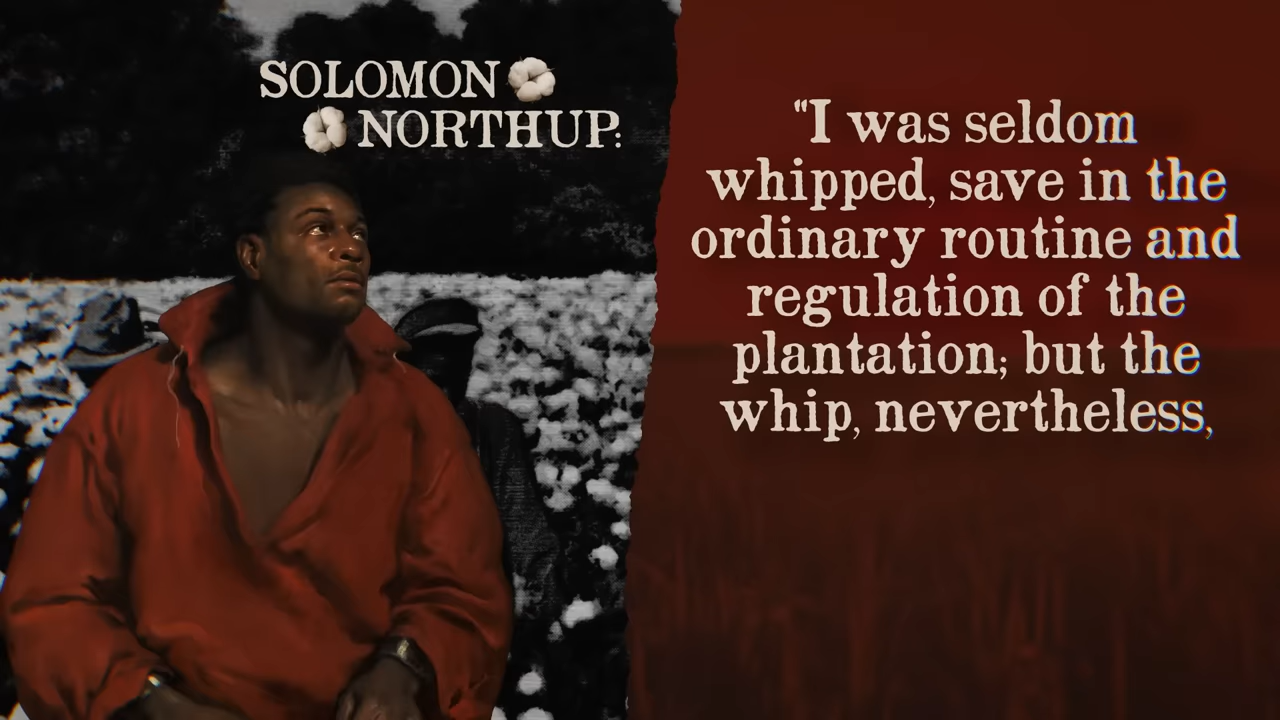 SOLOMON
NORTHUP:
“I was seldom
whipped, save in the
ordinary routine and
regulation of the
plantation; but the
whip, nevertheless,